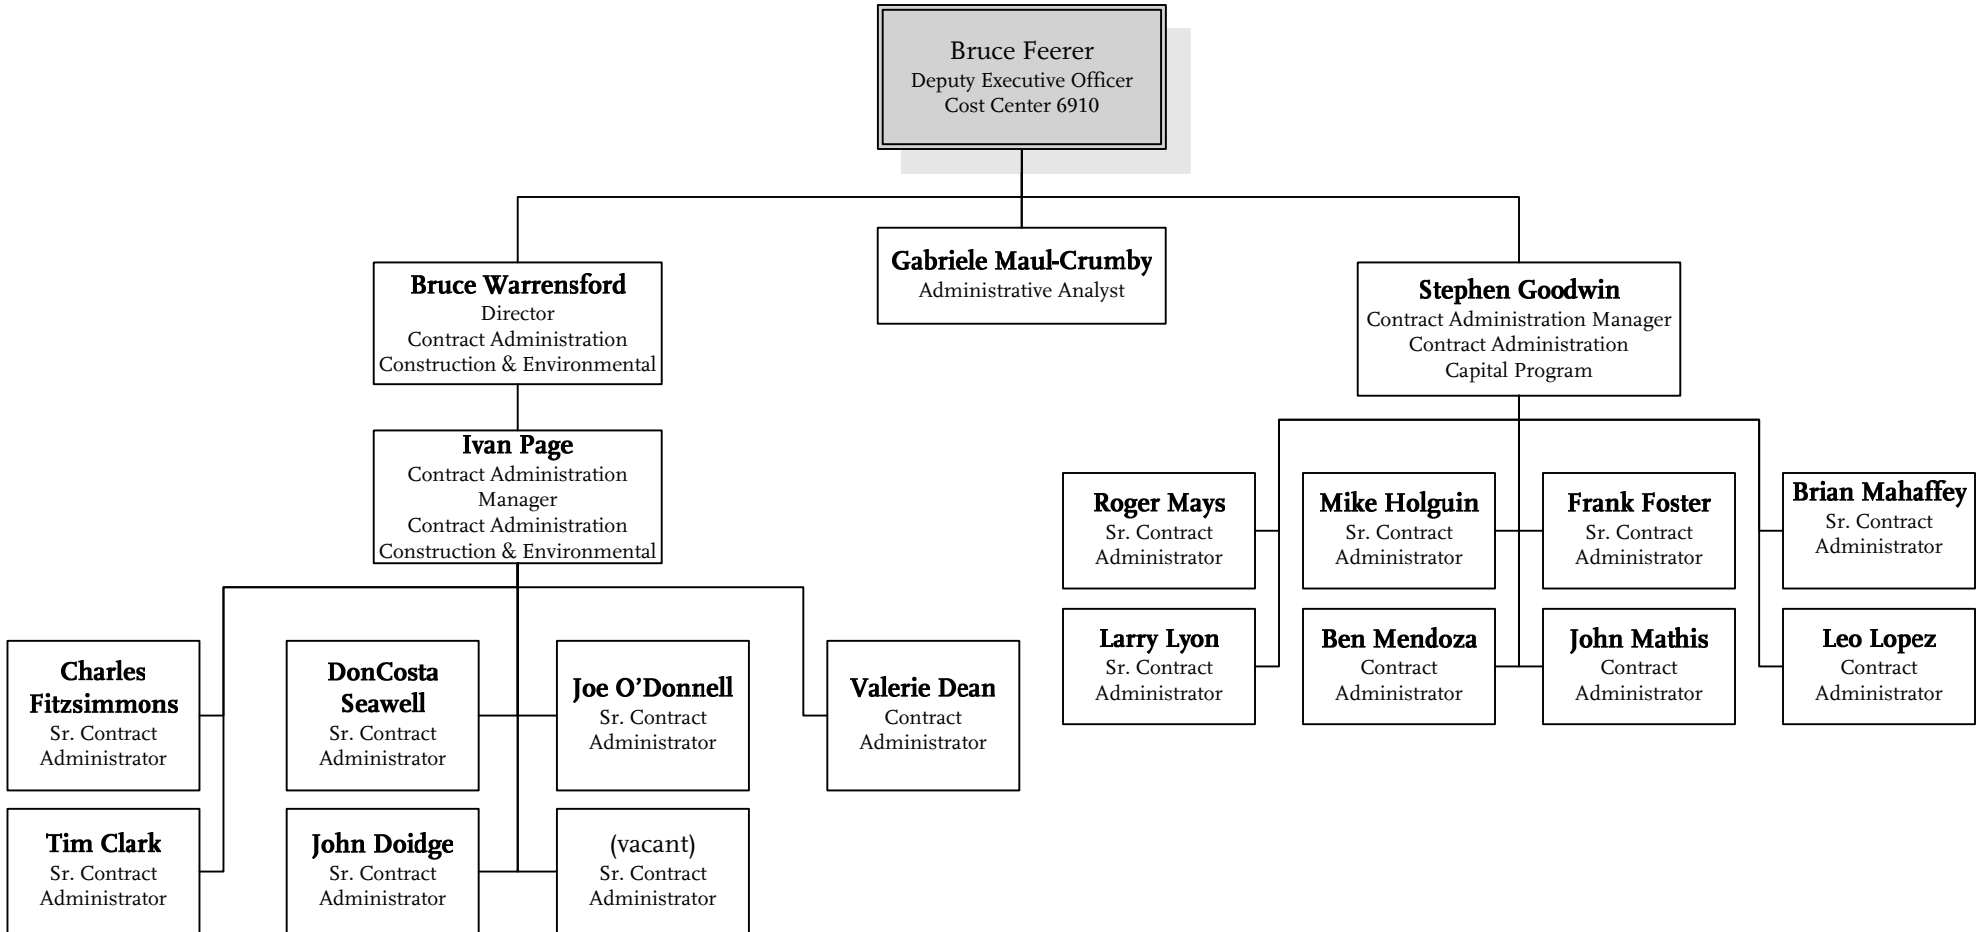 Bruce Feerer
Deputy Executive Officer
Cost Center 6910
Gabriele Maul-Crumby
Administrative Analyst
Bruce Warrensford
Director
Contract Administration
Construction & Environmental
Stephen Goodwin
Contract Administration Manager
Contract Administration
Capital Program
Ivan Page
Contract Administration
Manager
Contract Administration
Construction & Environmental
Roger Mays
Sr. Contract
Administrator
Mike Holguin
Sr. Contract
Administrator
Frank Foster
Sr. Contract
Administrator
Brian Mahaffey
Sr. Contract
Administrator
Larry Lyon
Sr. Contract
Administrator
Ben Mendoza
Contract
Administrator
John Mathis
Contract
Administrator
Leo Lopez
Contract
Administrator
Charles
Fitzsimmons
Sr. Contract
Administrator
DonCosta
Seawell
Sr. Contract
Administrator
Joe O’Donnell
Sr. Contract
Administrator
Valerie Dean
Contract
Administrator
Tim Clark
Sr. Contract
Administrator
John Doidge
Sr. Contract
Administrator
(vacant)
Sr. Contract
Administrator